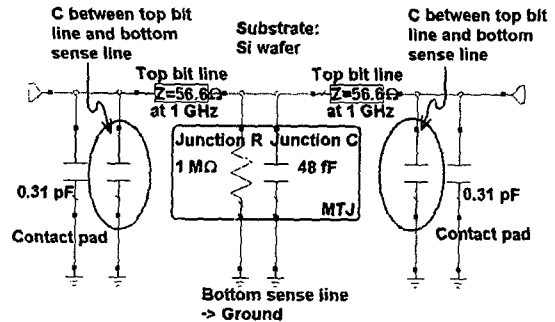 C between top bit
line and bottom
sense line
Substrate:
Si wafer
C between top bit
line and bottom
sense line
Top bit line
Z=56.6Ω
at 1 GHz
Top bit line
Z=56.6Ω
at 1 GHz
Junction R Junction C
1 MΩ
48 fF
MTJ
0.31 pF
0.31 pF
Contact pad
Contact pad
Bottom sense line
-> Ground